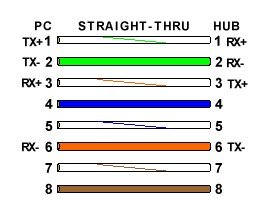 PC STRAIGHT-THRU HUB
TX+ 1 1 RX+
TX- 2 2 RX-
RX+ 3 3 TX+
4 4
5 5
RX- 6 6 TX-
7 7
8 8